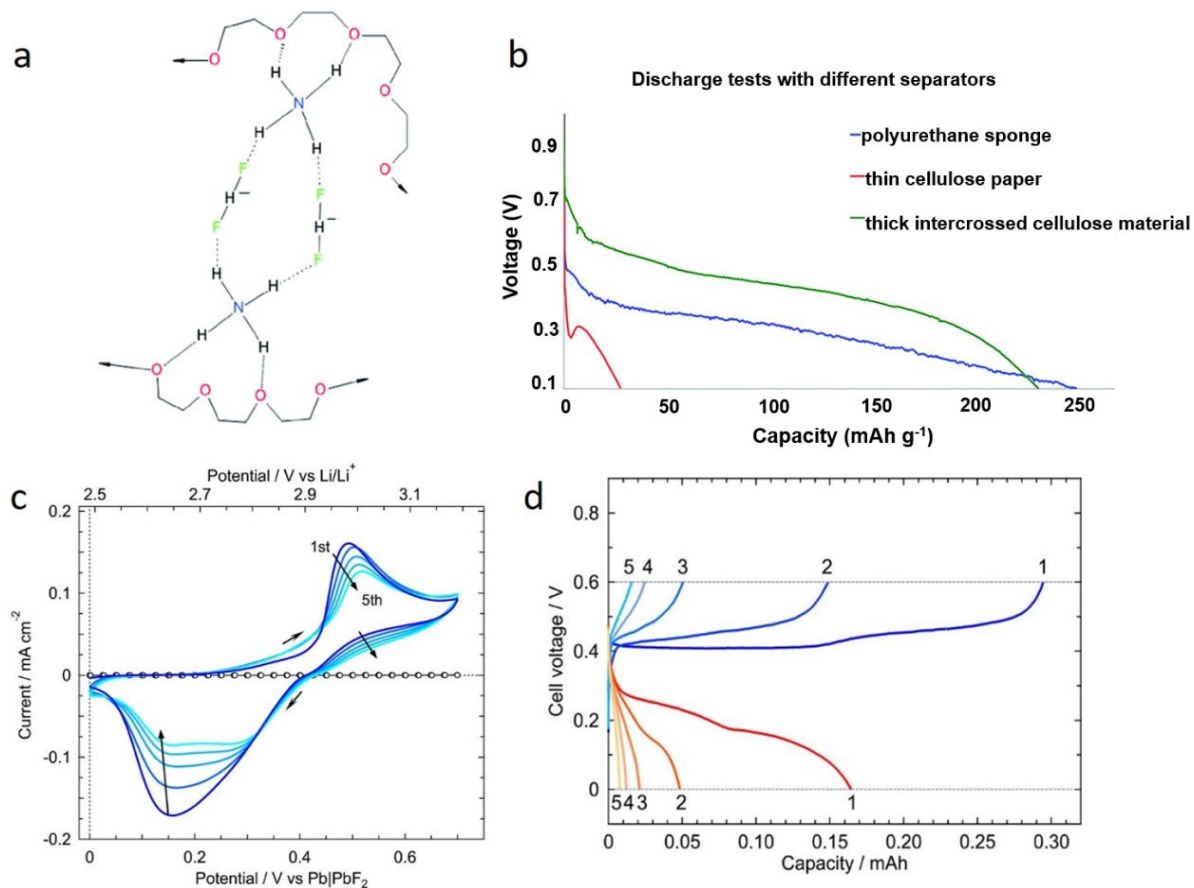 a
O
O
O
O
O
O
H
H
N
H
H
F
F
H
–
H
–
F
F
H
H
N
H
H
O
O
O
O
b
Discharge tests with different separators
polyurethane sponge
thin cellulose paper
thick intercrossed cellulose material
Voltage (V)
0.9
0.7
0.5
0.3
0.1
0
50
100
150
200
250
Capacity (mAh g-1)
c
Potential / V vs Li/Li+
2.5
2.7
2.9
3.1
Current / mA cm-2
0.2
0.1
0
-0.1
-0.2
1st
5th
0
0.2
0.4
0.6
Potential / V vs Pb|PbF2
d
Cell voltage / V
0.8
0.6
0.4
0.2
0
5 4 3 2 1
54 3 2 1
0
0.05
0.10
0.15
0.20
0.25
0.30
Capacity / mAh